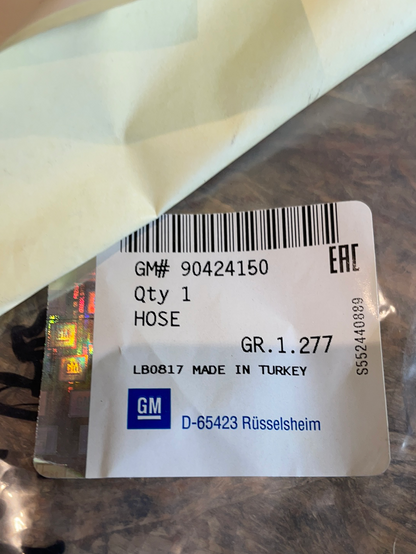 GM# 90424150
EAC
Qty 1
HOSE
GR.1.277
LB0817 MADE IN TURKEY
S552440889
GM
D-65423 Rüsselsheim